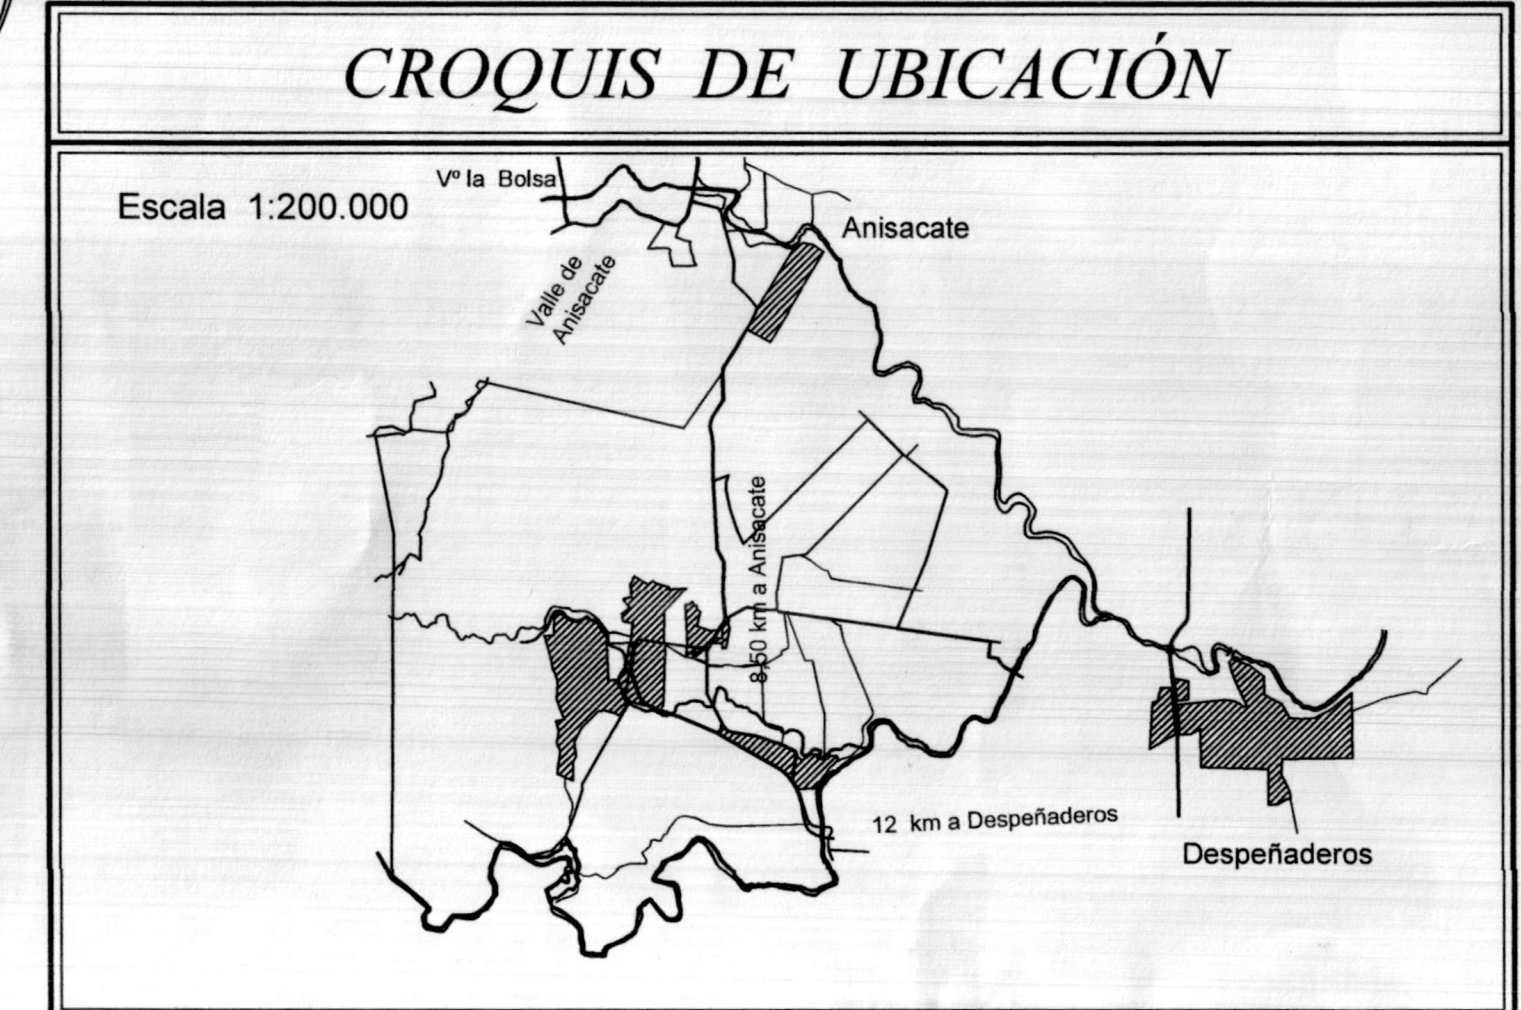 CROQUIS DE UBICACIÓN
Escala 1:200.000
Vº la Bolsa
Anisacate
Valle de
Anisacate
8,50 km a Anisacate
12 km a Despeñaderos
Despeñaderos